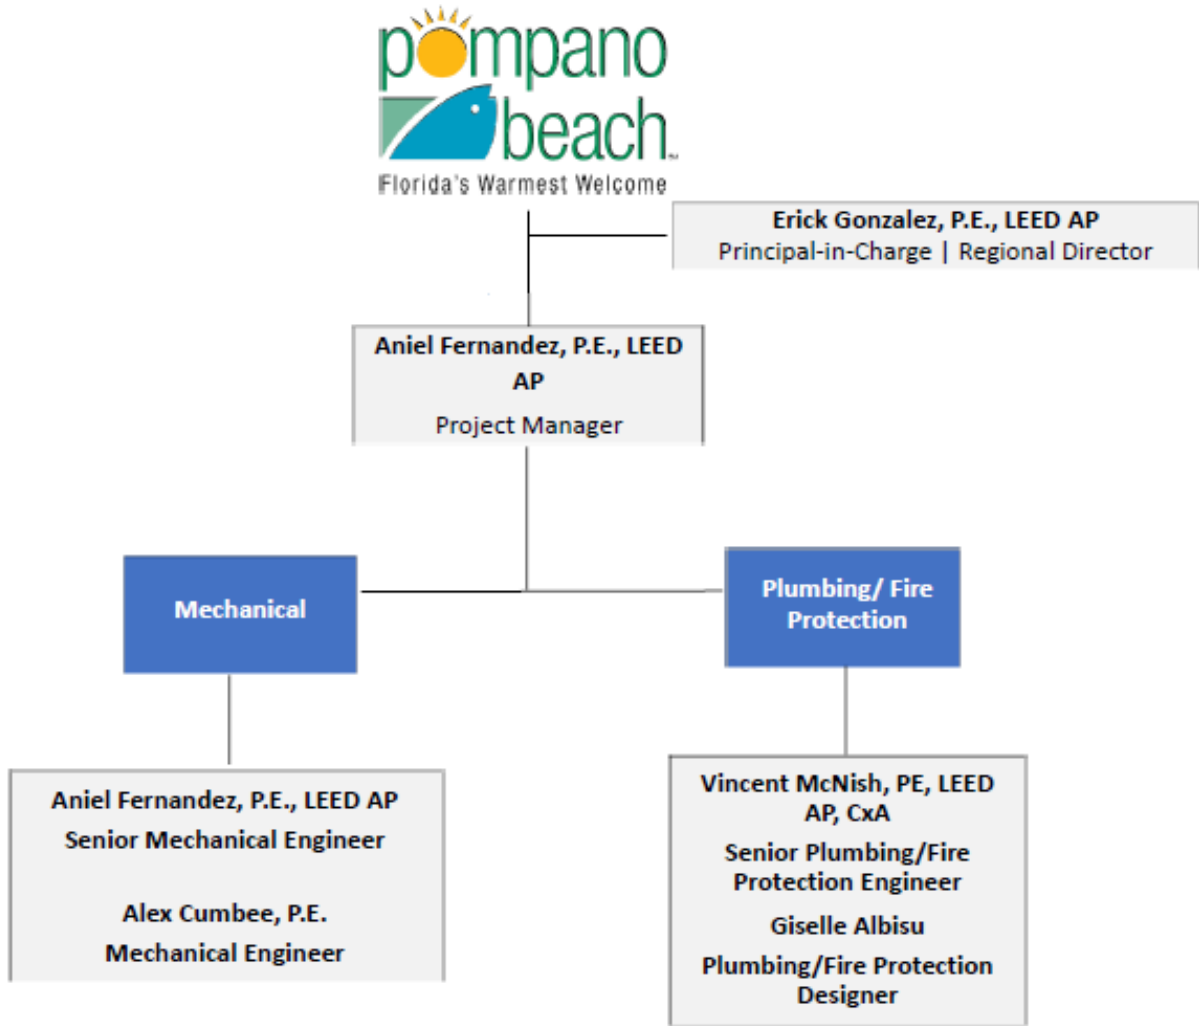 pompano
beach™
Florida's Warmest Welcome
Erick Gonzalez, P.E., LEED AP
Principal-in-Charge | Regional Director
Aniel Fernandez, P.E., LEED
AP
Project Manager
Mechanical
Plumbing/ Fire
Protection
Aniel Fernandez, P.E., LEED AP
Senior Mechanical Engineer
Alex Cumbee, P.E.
Mechanical Engineer
Vincent McNish, PE, LEED
AP, CxA
Senior Plumbing/Fire
Protection Engineer
Giselle Albisu
Plumbing/Fire Protection
Designer